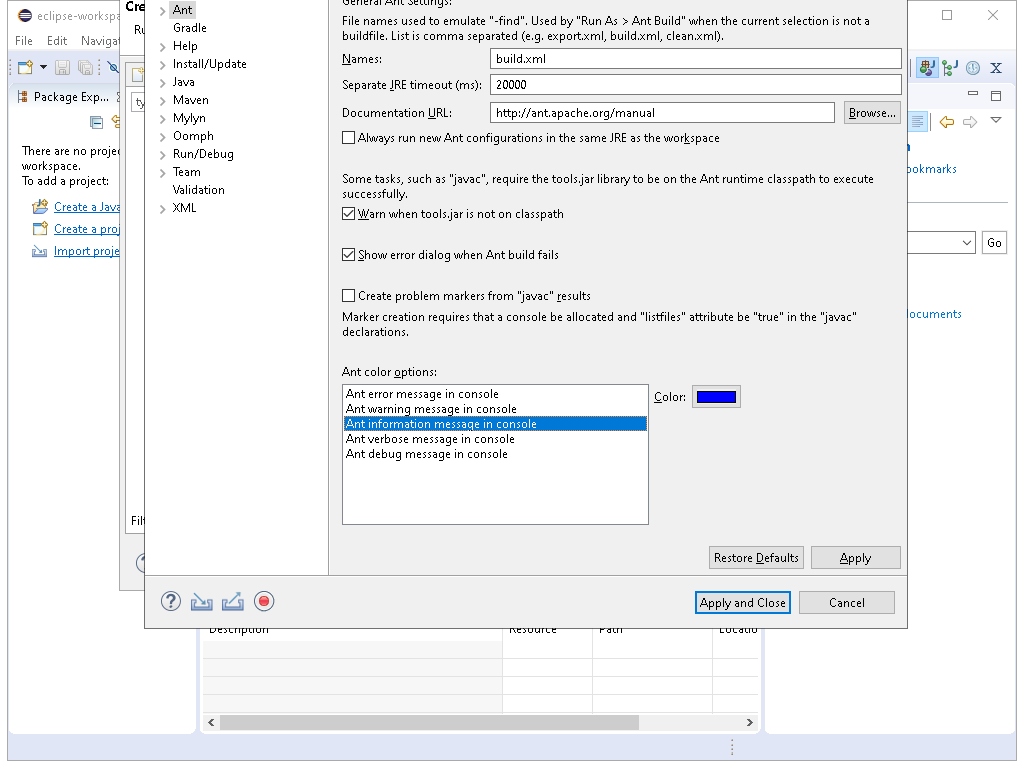 eclipse-workspa
Cre
File Edit Navigat
Ru
Package Exp...
ty
There are no proje
workspace.
To add a project:
Create a Java
Create a proj
Import proje
Filt
Ant
Gradle
Help
Install/Update
Java
Maven
Mylyn
Oomph
Run/Debug
Team
Validation
XML
General Ant Settings:
File names used to emulate "-find". Used by "Run As > Ant Build" when the current selection is not a
buildfile. List is comma separated (e.g. export.xml, build.xml, clean.xml).
Names: build.xml
Separate JRE timeout (ms): 20000
Documentation URL: http://ant.apache.org/manual Browse...
Always run new Ant configurations in the same JRE as the workspace
Some tasks, such as "javac", require the tools.jar library to be on the Ant runtime classpath to execute
successfully.
Warn when tools.jar is not on classpath
Show error dialog when Ant build fails
Create problem markers from "javac" results
Marker creation requires that a console be allocated and "listfiles" attribute be "true" in the "javac"
declarations.
Ant color options:
Ant error message in console
Ant warning message in console
Ant information message in console
Ant verbose message in console
Ant debug message in console
Color:
Restore Defaults Apply
Apply and Close Cancel
ookmarks
Go
ocuments
Description Resource Path Locatio